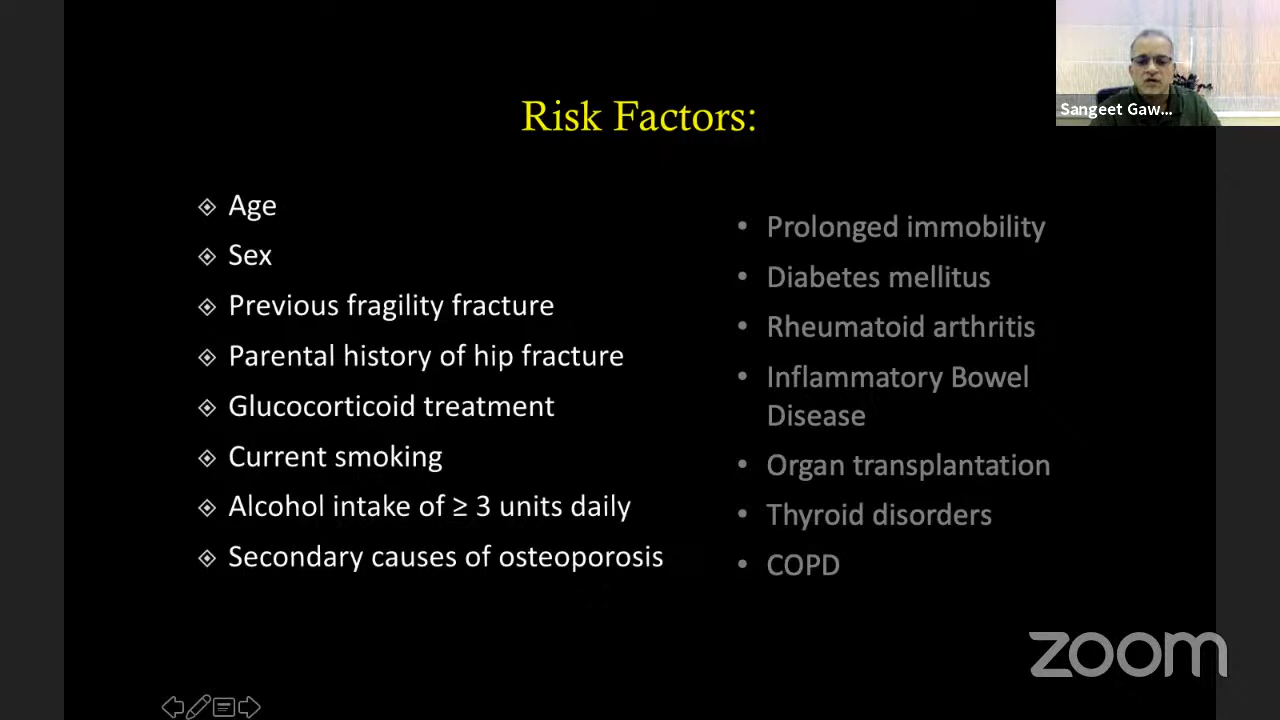 Sangeet Gaw...
Risk Factors:
Age
Sex
Previous fragility fracture
Parental history of hip fracture
Glucocorticoid treatment
Current smoking
Alcohol intake of ≥ 3 units daily
Secondary causes of osteoporosis
Prolonged immobility
Diabetes mellitus
Rheumatoid arthritis
Inflammatory Bowel
Disease
Organ transplantation
Thyroid disorders
COPD
zoom